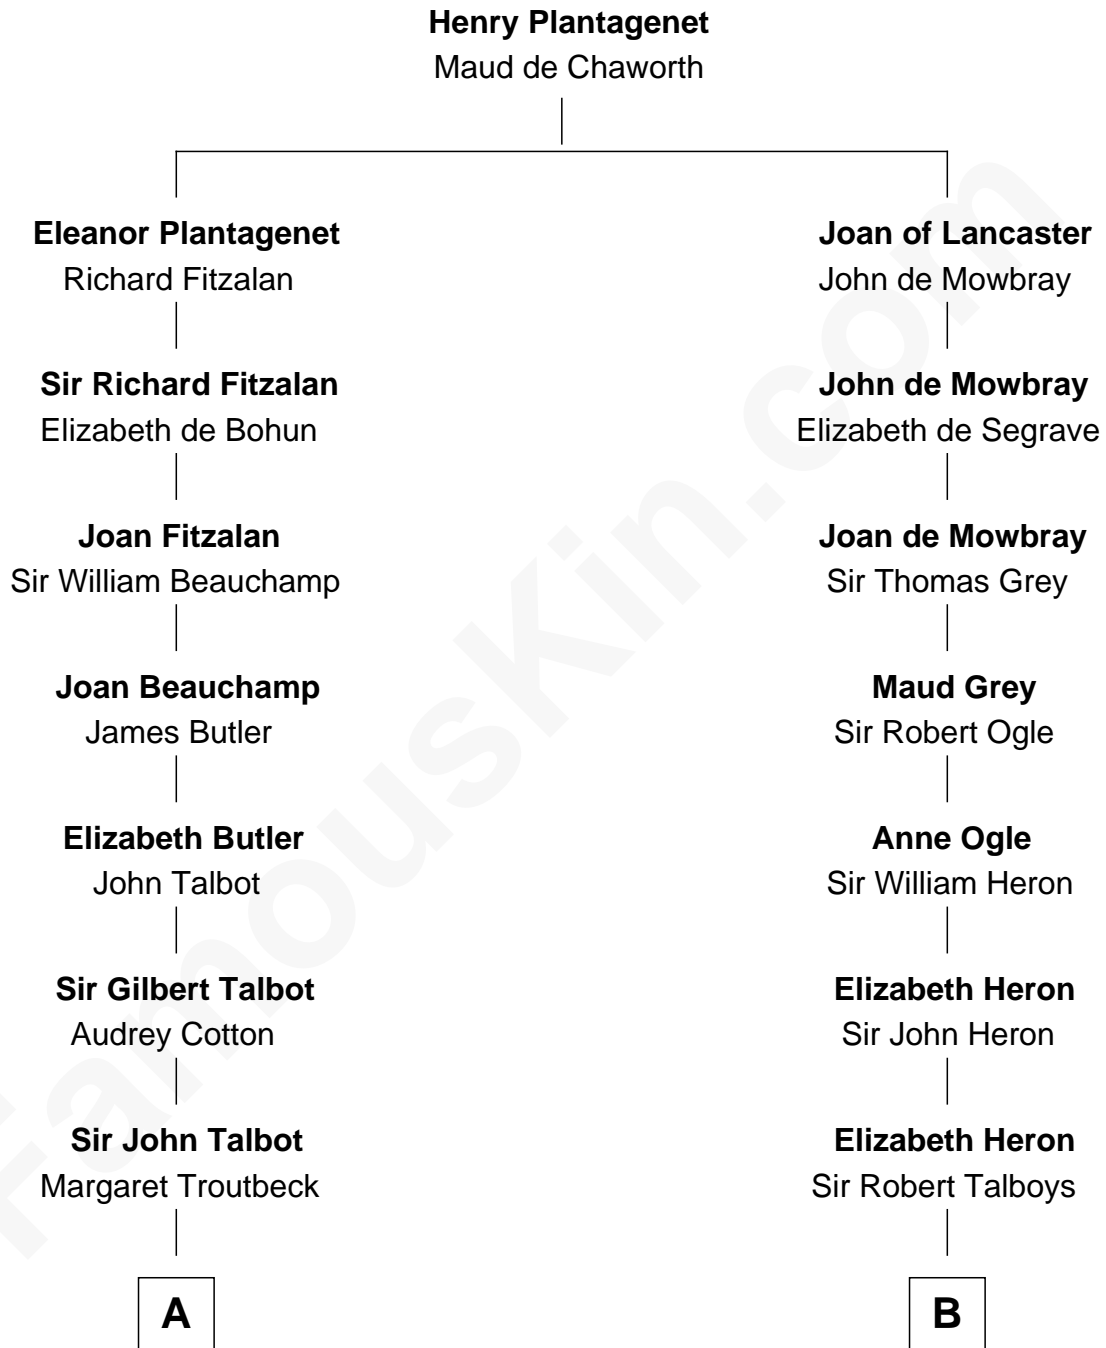 Henry Plantagenet
Maud de Chaworth
Eleanor Plantagenet
Richard Fitzalan
Joan of Lancaster
John de Mowbray
Sir Richard Fitzalan
Elizabeth de Bohun
John de Mowbray
Elizabeth de Segrave
Joan Fitzalan
Sir William Beauchamp
Joan de Mowbray
Sir Thomas Grey
Joan Beauchamp
James Butler
Maud Grey
Sir Robert Ogle
Elizabeth Butler
John Talbot
Anne Ogle
Sir William Heron
Sir Gilbert Talbot
Audrey Cotton
Elizabeth Heron
Sir John Heron
Sir John Talbot
Margaret Troutbeck
Elizabeth Heron
Sir Robert Talboys
A
B
FamousKin.com